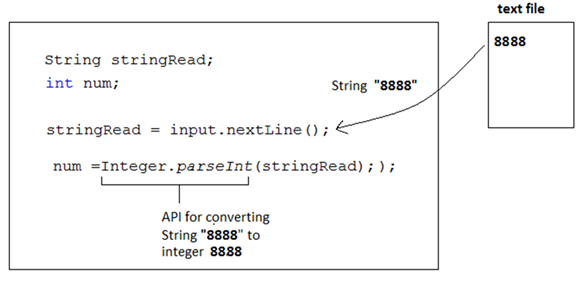 text file
8888
String stringRead;
int num;
String "8888"
stringRead = input.nextLine();
num =Integer.parseInt(stringRead););
API for converting
String "8888" to
integer 8888